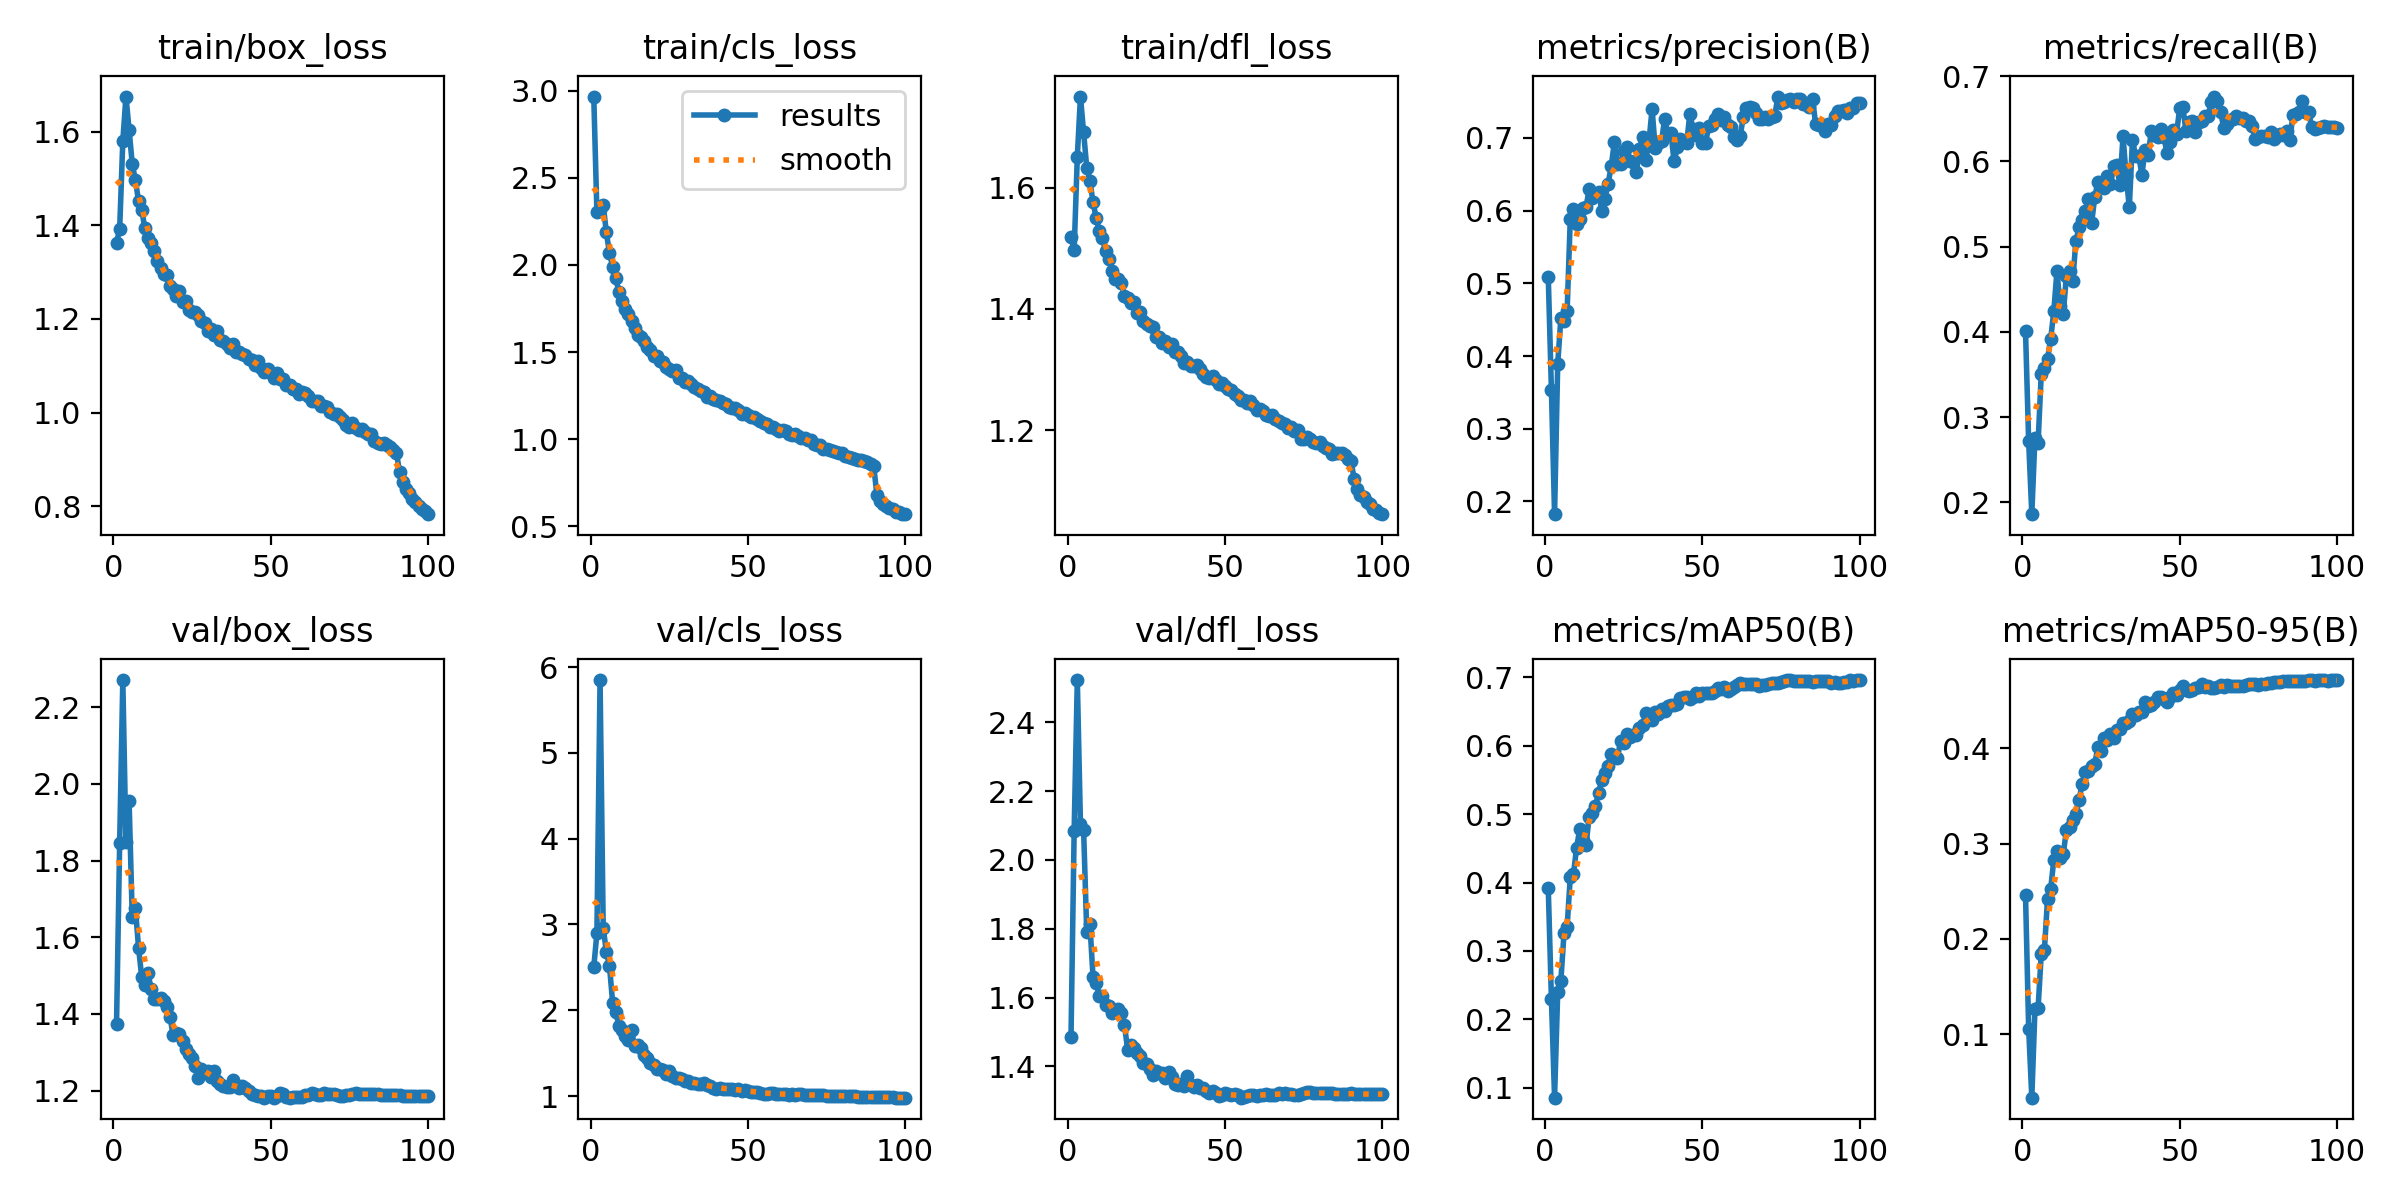 train/box_loss
1.6
1.4
1.2
1.0
0.8
0 50 100
train/cls_loss
results
smooth
3.0
2.5
2.0
1.5
1.0
0.5
0 50 100
train/dfl_loss
1.6
1.4
1.2
0 50 100
metrics/precision(B)
0.7
0.6
0.5
0.4
0.3
0.2
0 50 100
metrics/recall(B)
0.7
0.6
0.5
0.4
0.3
0.2
0 50 100
val/box_loss
2.2
2.0
1.8
1.6
1.4
1.2
0 50 100
val/cls_loss
6
5
4
3
2
1
0 50 100
val/dfl_loss
2.4
2.2
2.0
1.8
1.6
1.4
0 50 100
metrics/mAP50(B)
0.7
0.6
0.5
0.4
0.3
0.2
0.1
0 50 100
metrics/mAP50-95(B)
0.4
0.3
0.2
0.1
0 50 100